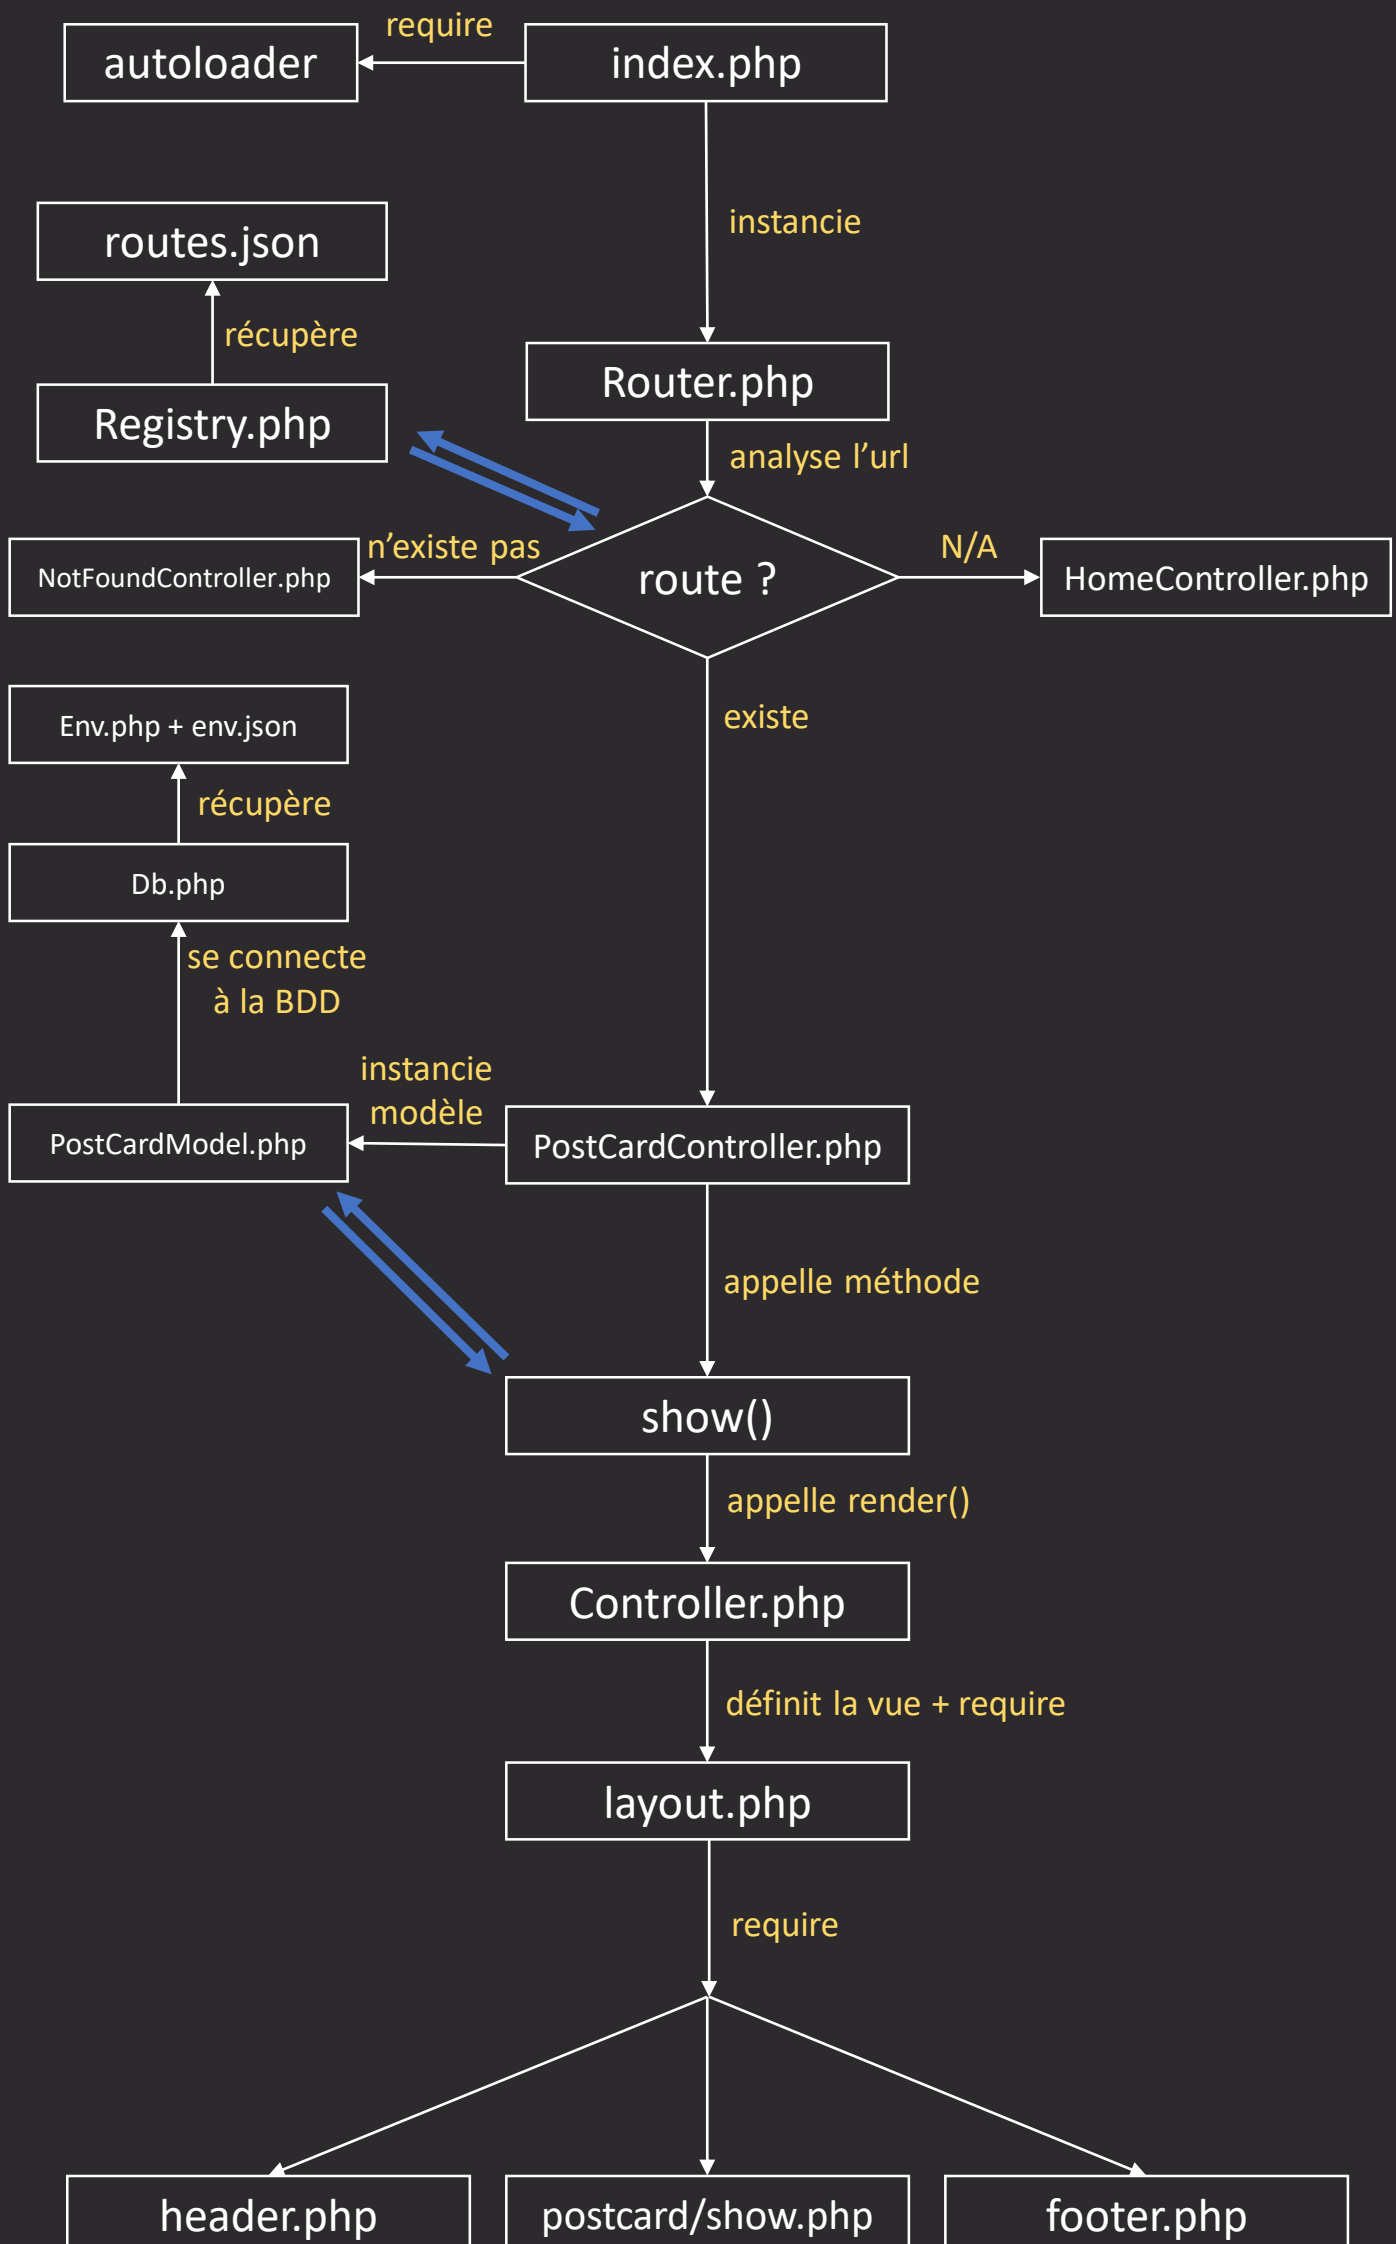 require
autoloader
index.php
instancie
routes.json
récupère
Router.php
Registry.php
analyse l’url
n’existe pas
N/A
NotFoundController.php
route ?
HomeController.php
Env.php + env.json
existe
récupère
Db.php
se connecte
à la BDD
instancie
modèle
PostCardModel.php
PostCardController.php
appelle méthode
show()
appelle render()
Controller.php
définit la vue + require
layout.php
require
header.php
postcard/show.php
footer.php